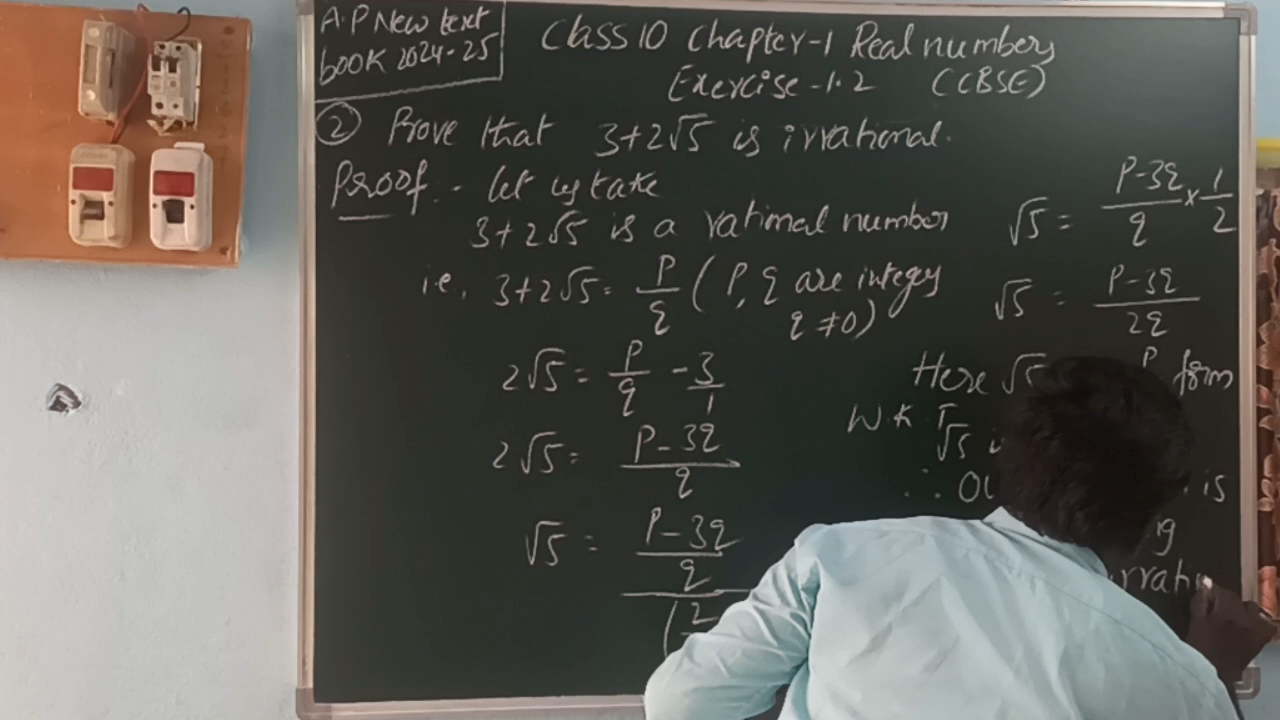 A.P New text
book 2024-25
Class 10 Chapter-1 Real numbers
Exercise-1.2 (CBSE)
② Prove that 3+2√5 is irrational.
Proof:- Let us take
3+2√5 is a rational number
i.e, 3+2√5 = P/q (P, q are integers
q ≠ 0)
2√5 = P/q - 3/1
2√5 = P-3q/q
√5 = P-3q/q
(2
√5 = P-3q/q × 1/2
√5 = P-3q/2q
Here √5 P form
W.K.T
√5
∴ is